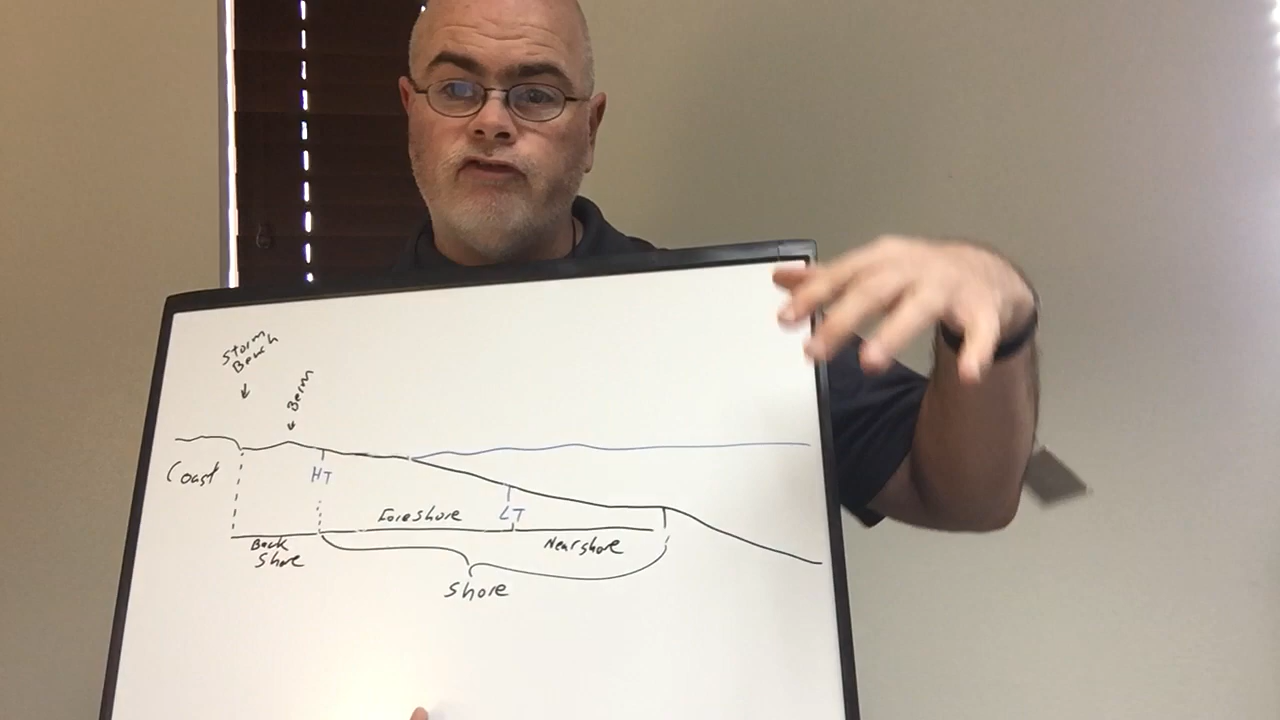 Storm
Beach
Berm
Coast
HT
Foreshore
LT
Back
Shore
Nearshore
Shore